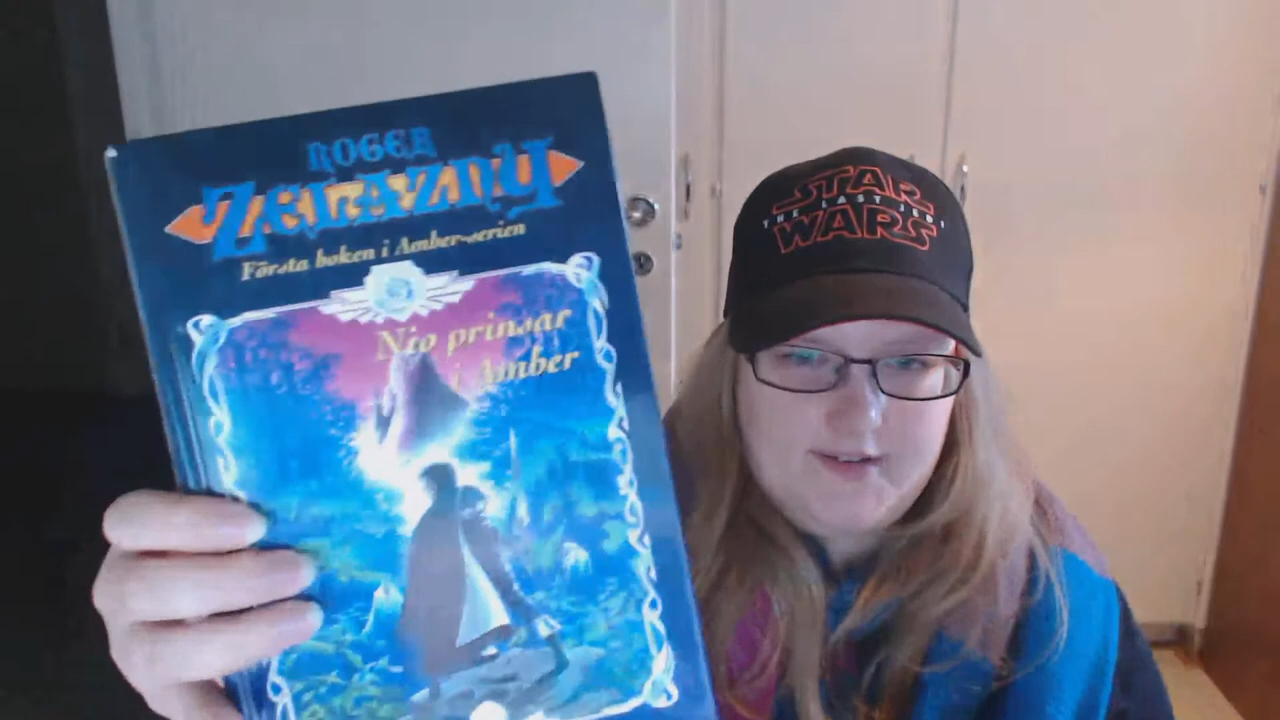 ROGER
ZELAZNY
Första boken i Amber-serien
Nio prinsar
i Amber
STAR
THE LAST JEDI
WARS